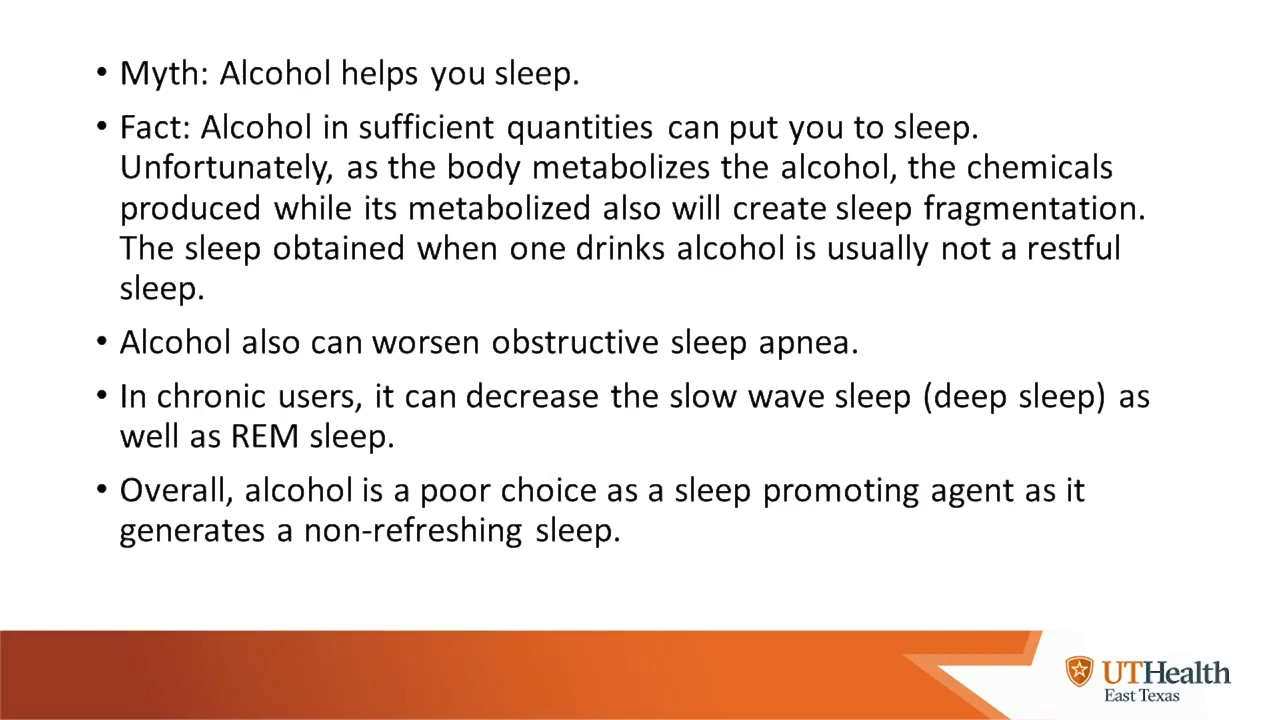 • Myth: Alcohol helps you sleep.
• Fact: Alcohol in sufficient quantities can put you to sleep.
Unfortunately, as the body metabolizes the alcohol, the chemicals
produced while its metabolized also will create sleep fragmentation.
The sleep obtained when one drinks alcohol is usually not a restful
sleep.
• Alcohol also can worsen obstructive sleep apnea.
• In chronic users, it can decrease the slow wave sleep (deep sleep) as
well as REM sleep.
• Overall, alcohol is a poor choice as a sleep promoting agent as it
generates a non-refreshing sleep.
UTHealth
East Texas